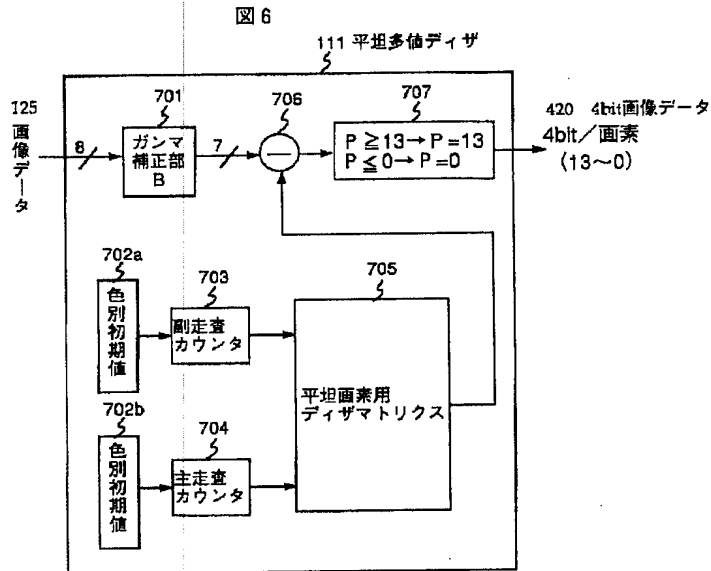 図6
111 平坦多値ディザ
125
画像データ
8
701
ガンマ
補正部
B
7
706
−
707
P≧13→P=13
P≦0→P=0
420 4bit画像データ
4bit/画素
(13〜0)
702a
色別初期値
703
副走査
カウンタ
705
平坦画素用
ディザマトリクス
702b
色別初期値
704
主走査
カウンタ